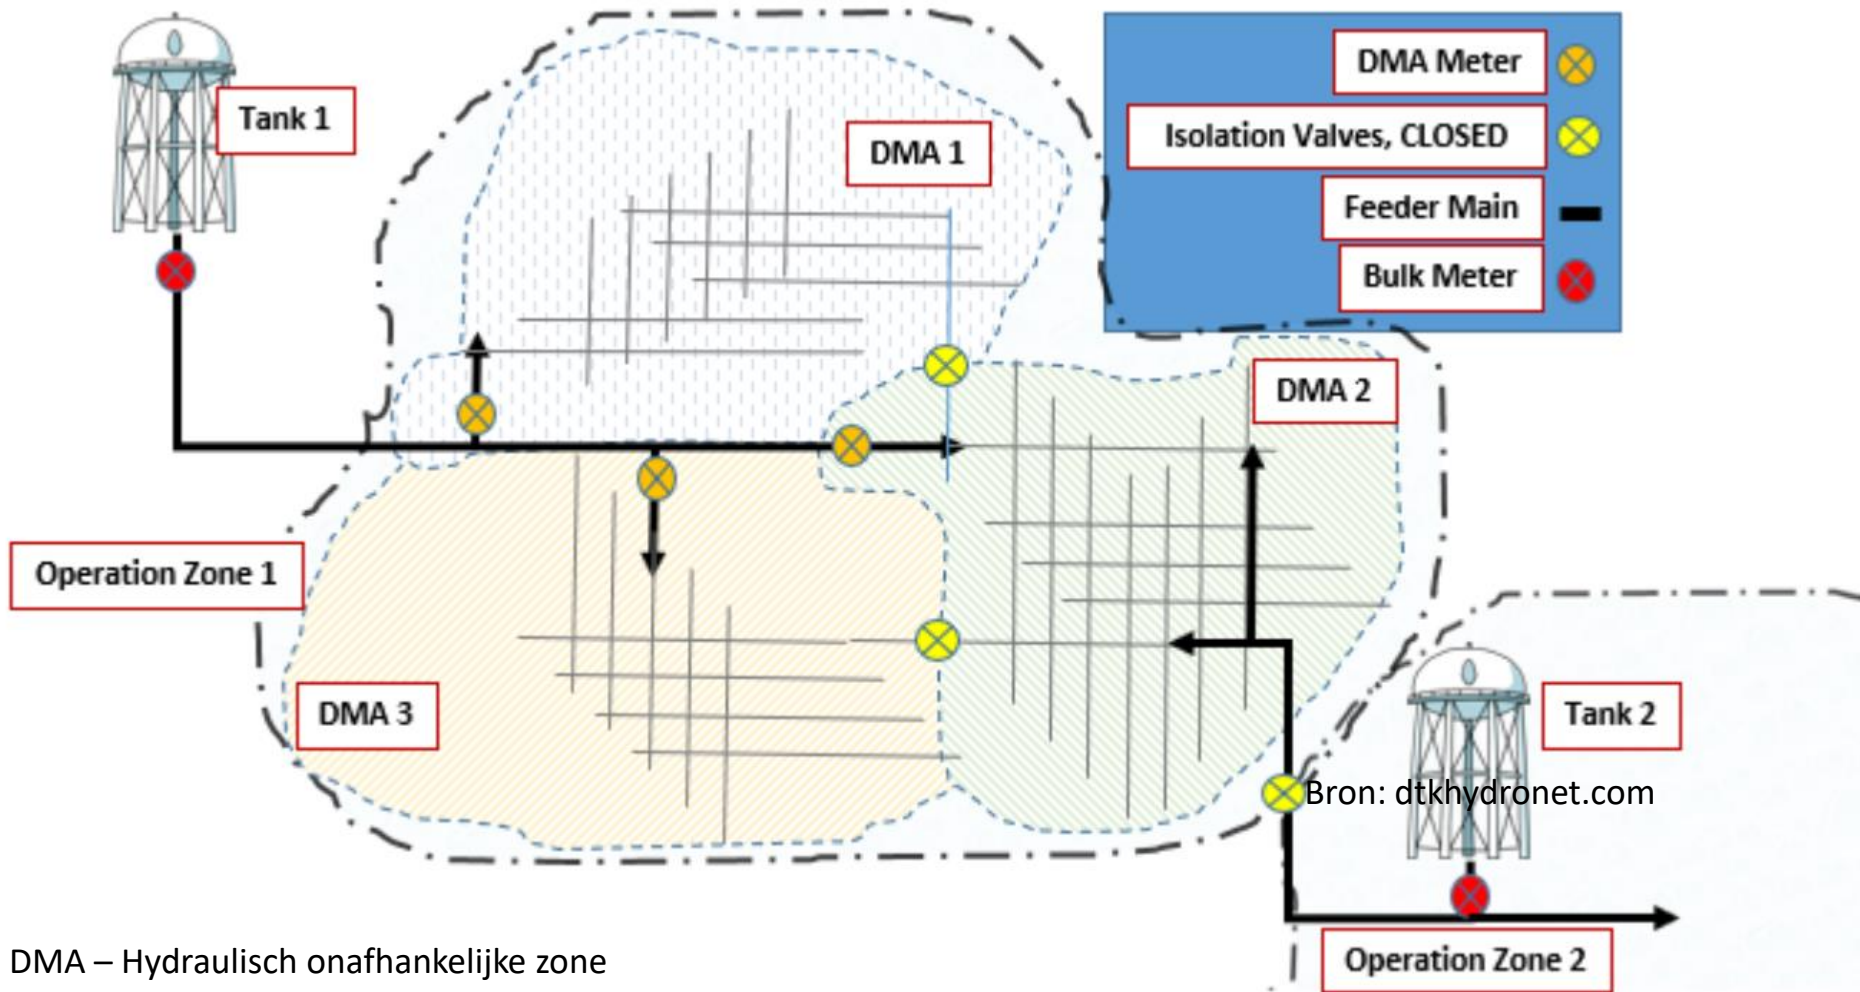 Tank 1
DMA 1
DMA Meter
Isolation Valves, CLOSED
Feeder Main
Bulk Meter
DMA 2
Operation Zone 1
DMA 3
Tank 2
Bron: dtkhydronet.com
DMA – Hydraulisch onafhankelijke zone
Operation Zone 2